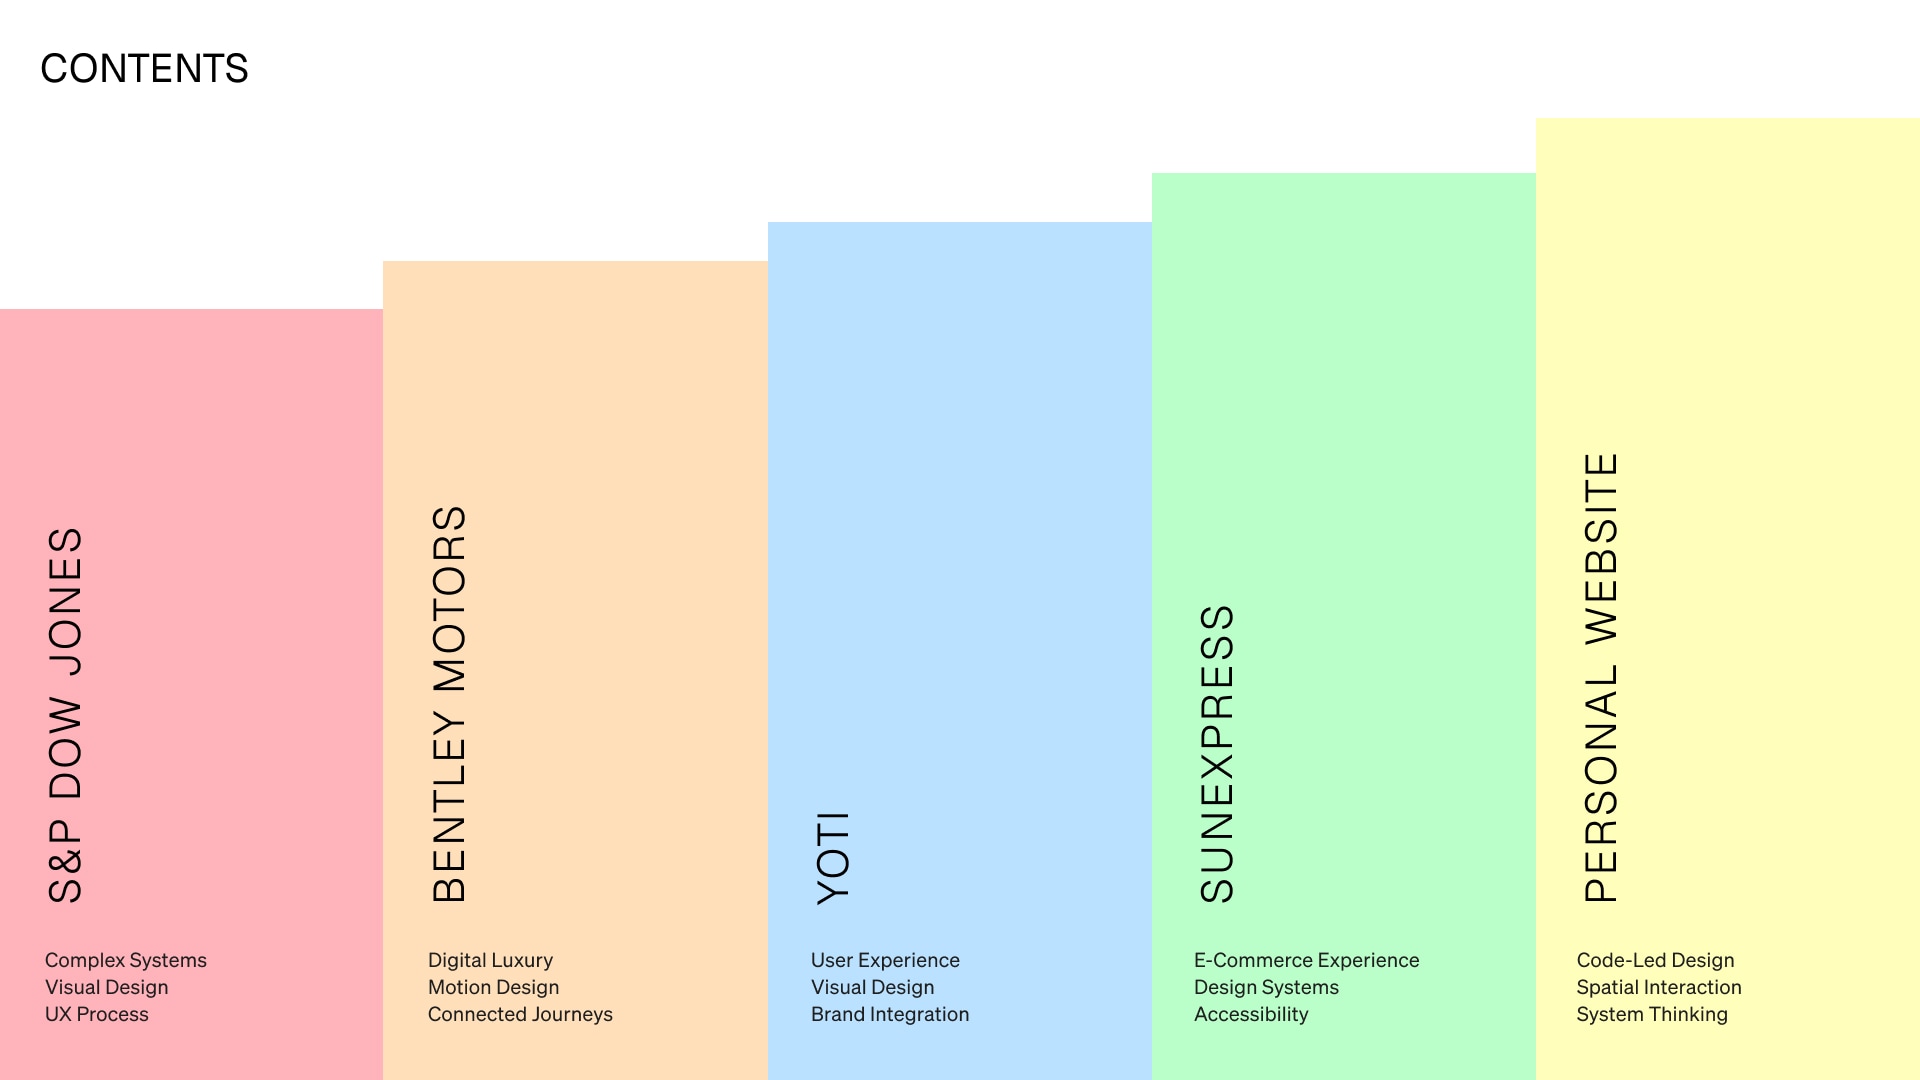 CONTENTS
S&P DOW JONES
Complex Systems
Visual Design
UX Process
BENTLEY MOTORS
Digital Luxury
Motion Design
Connected Journeys
YOTI
User Experience
Visual Design
Brand Integration
SUNEXPRESS
E-Commerce Experience
Design Systems
Accessibility
PERSONAL WEBSITE
Code-Led Design
Spatial Interaction
System Thinking